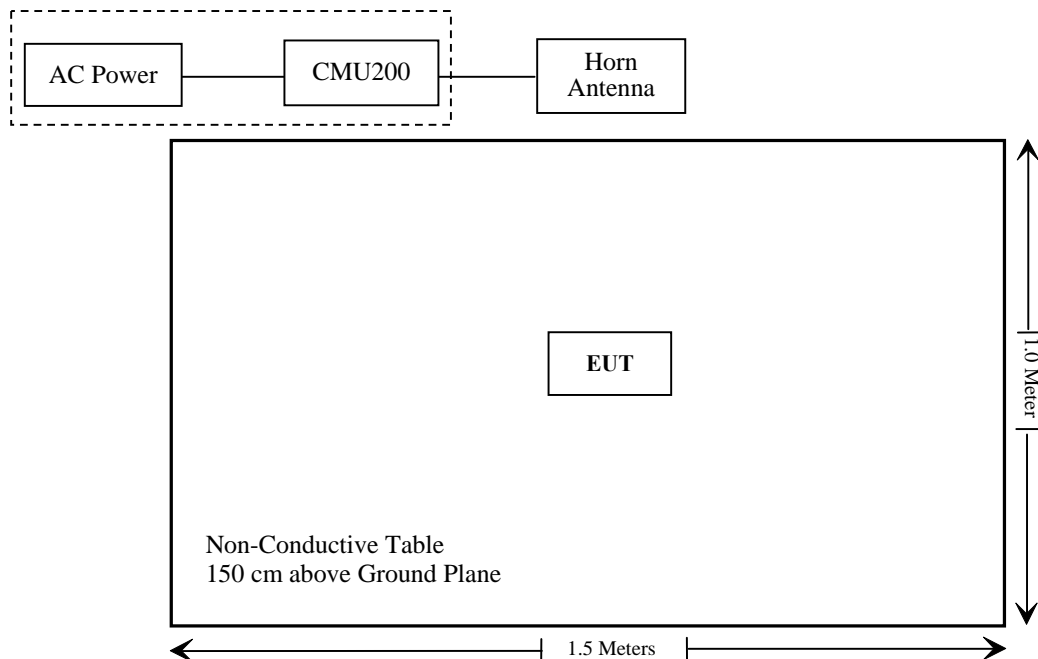 AC Power
CMU200
Horn
Antenna
EUT
1.0 Meter
Non-Conductive Table
150 cm above Ground Plane
1.5 Meters